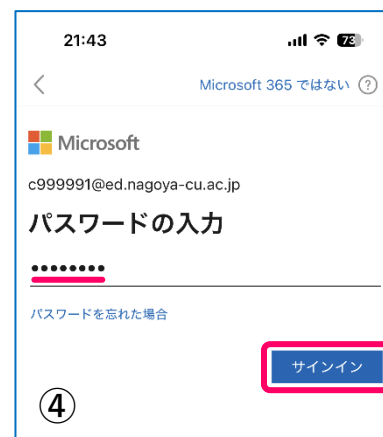 21:43 73
Microsoft 365 ではない ?
Microsoft
c999991@ed.nagoya-cu.ac.jp
パスワードの入力
••••••••
パスワードを忘れた場合
サインイン
④